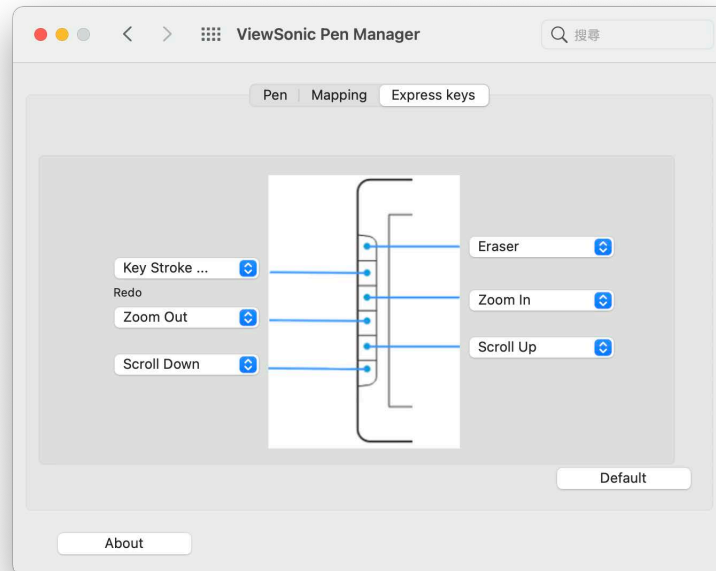 ViewSonic Pen Manager
搜尋
Pen
Mapping
Express keys
Eraser
Key Stroke ...
Redo
Zoom In
Zoom Out
Scroll Up
Scroll Down
Default
About